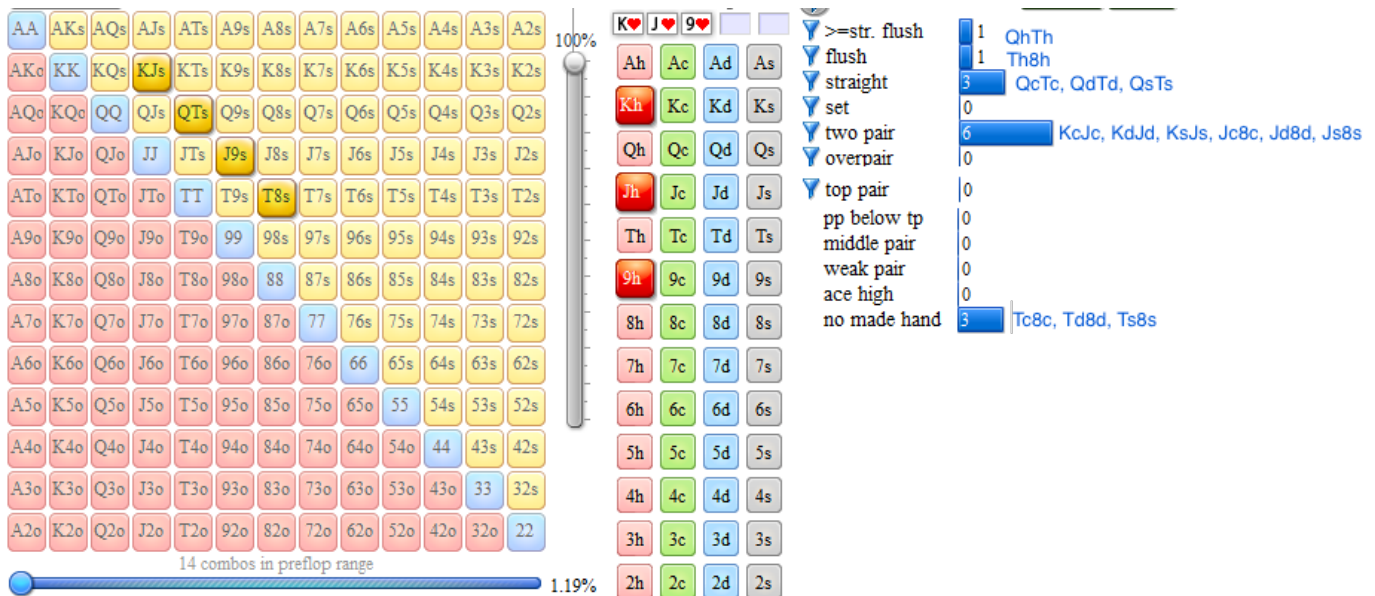 AA AKs AQs AJs ATs A9s A8s A7s A6s A5s A4s A3s A2s
AKo KK KQs KJs KTs K9s K8s K7s K6s K5s K4s K3s K2s
AQo KQo QQ QJs QTs Q9s Q8s Q7s Q6s Q5s Q4s Q3s Q2s
AJo KJo QJo JJ JTs J9s J8s J7s J6s J5s J4s J3s J2s
ATo KTo QTo JTo TT T9s T8s T7s T6s T5s T4s T3s T2s
A9o K9o Q9o J9o T9o 99 98s 97s 96s 95s 94s 93s 92s
A8o K8o Q8o J8o T8o 98o 88 87s 86s 85s 84s 83s 82s
A7o K7o Q7o J7o T7o 97o 87o 77 76s 75s 74s 73s 72s
A6o K6o Q6o J6o T6o 96o 86o 76o 66 65s 64s 63s 62s
A5o K5o Q5o J5o T5o 95o 85o 75o 65o 55 54s 53s 52s
A4o K4o Q4o J4o T4o 94o 84o 74o 64o 54o 44 43s 42s
A3o K3o Q3o J3o T3o 93o 83o 73o 63o 53o 43o 33 32s
A2o K2o Q2o J2o T2o 92o 82o 72o 62o 52o 42o 32o 22
14 combos in preflop range
1.19%
100%
K♥ J♥ 9♥
Ah Ac Ad As
Kh Kc Kd Ks
Qh Qc Qd Qs
Jh Jc Jd Js
Th Tc Td Ts
9h 9c 9d 9s
8h 8c 8d 8s
7h 7c 7d 7s
6h 6c 6d 6s
5h 5c 5d 5s
4h 4c 4d 4s
3h 3c 3d 3s
2h 2c 2d 2s
>=str. flush 1 QhTh
flush 1 Th8h
straight 3 QcTc, QdTd, QsTs
set 0
two pair 6 KcJc, KdJd, KsJs, Jc8c, Jd8d, Js8s
overpair 0
top pair 0
pp below tp 0
middle pair 0
weak pair 0
ace high 0
no made hand 3 Tc8c, Td8d, Ts8s